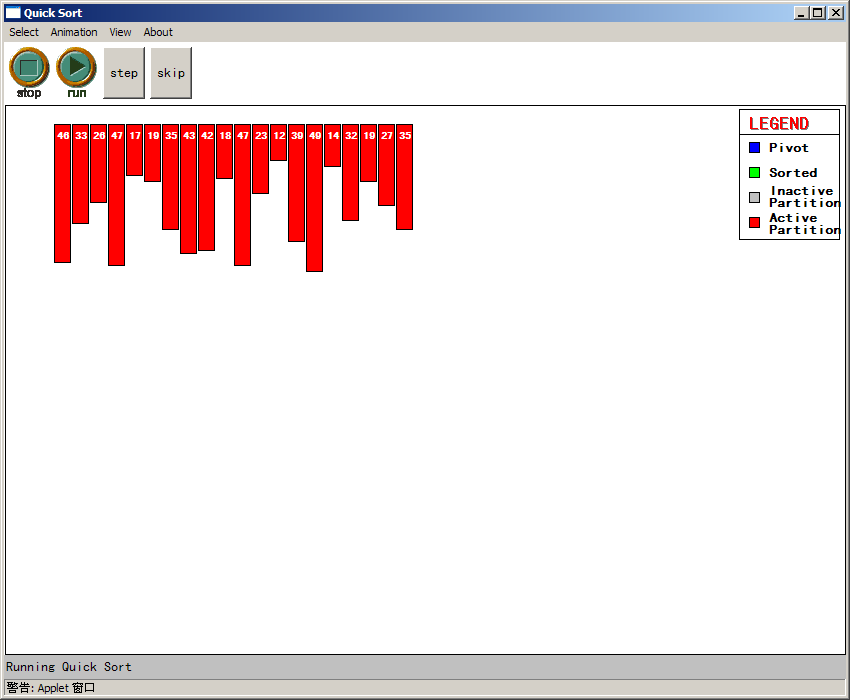 Quick Sort
Select Animation View About
stop run step skip
46 33 26 47 17 19 35 43 42 18 47 23 12 39 49 14 32 19 27 35
LEGEND
Pivot
Sorted
Inactive
Partition
Active
Partition
Running Quick Sort
警告: Applet 窗口